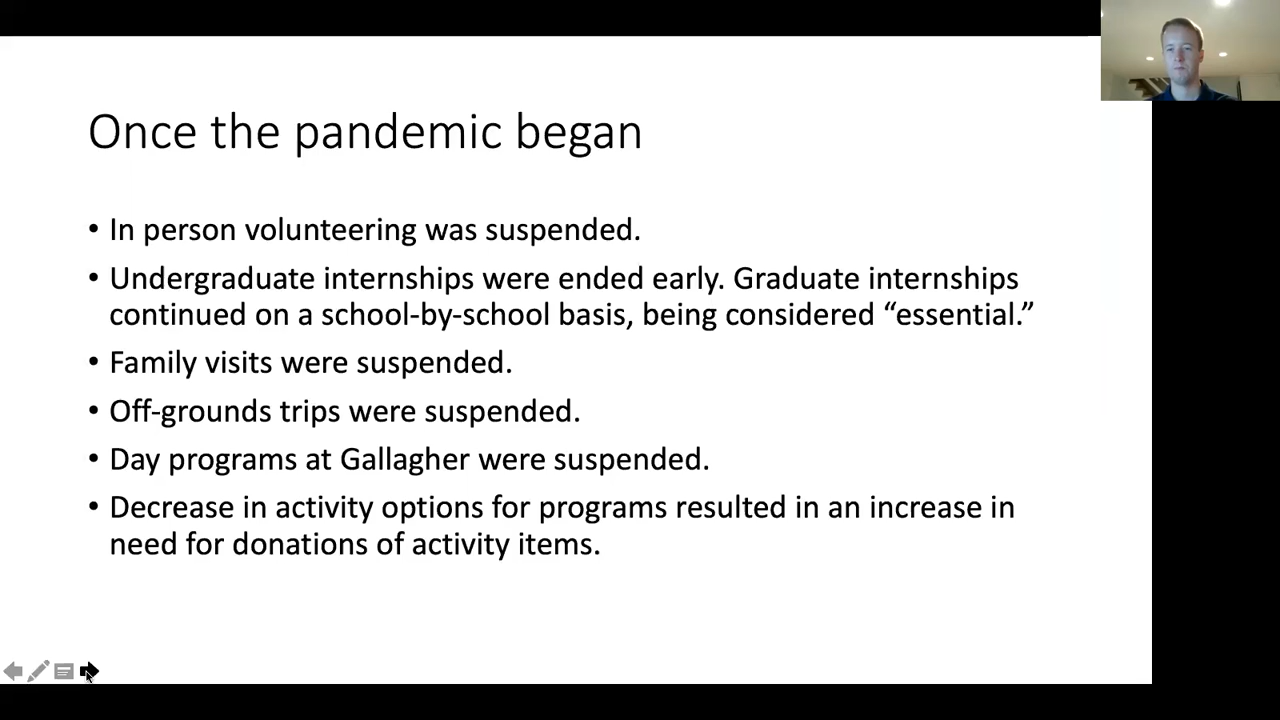 Once the pandemic began
• In person volunteering was suspended.
• Undergraduate internships were ended early. Graduate internships
continued on a school-by-school basis, being considered “essential.”
• Family visits were suspended.
• Off-grounds trips were suspended.
• Day programs at Gallagher were suspended.
• Decrease in activity options for programs resulted in an increase in
need for donations of activity items.